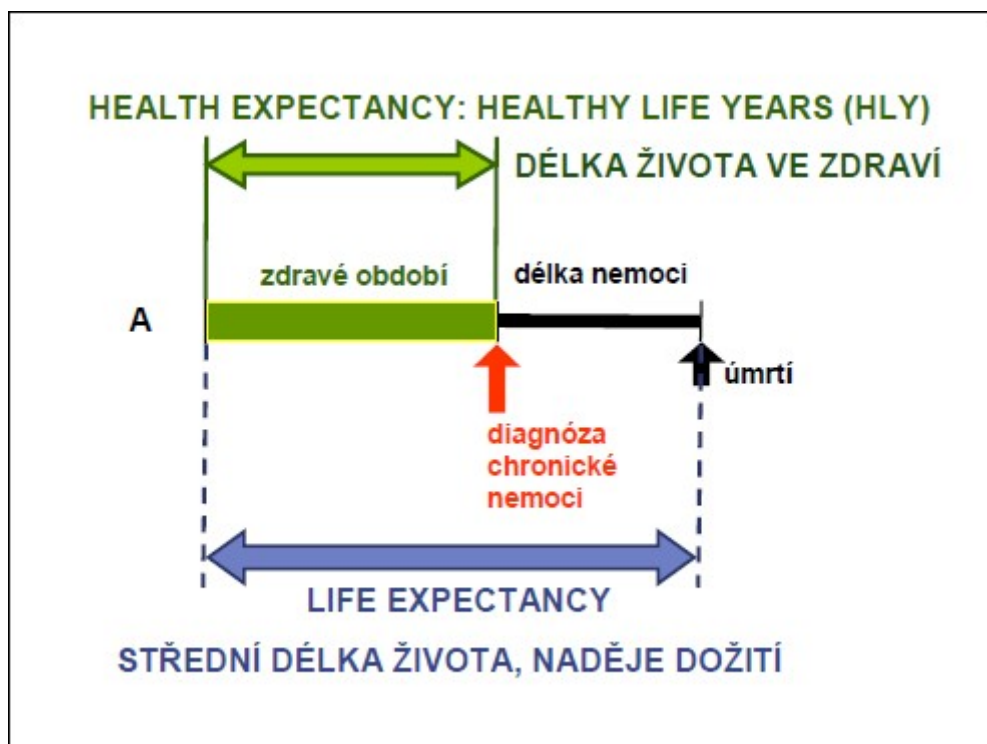 HEALTH EXPECTANCY: HEALTHY LIFE YEARS (HLY)
DÉLKA ŽIVOTA VE ZDRAVÍ
zdravé období
délka nemoci
A
úmrtí
diagnóza
chronické
nemoci
LIFE EXPECTANCY
STŘEDNÍ DÉLKA ŽIVOTA, NADĚJE DOŽITÍ